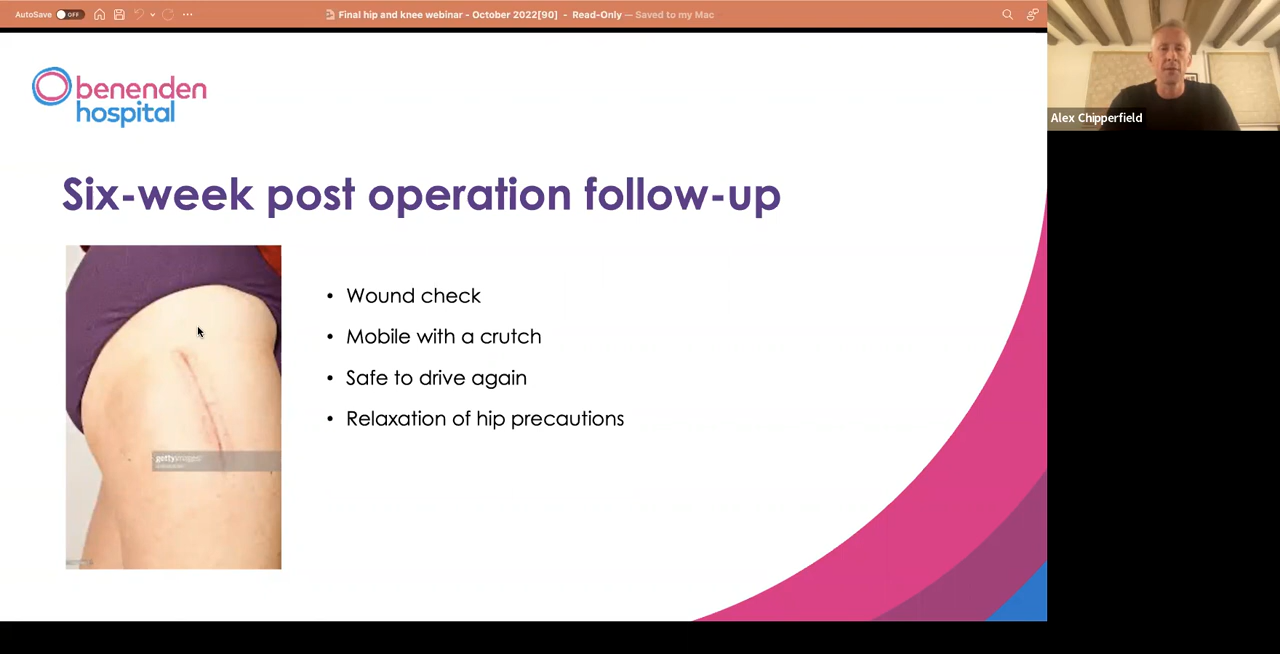 AutoSave OFF
Final hip and knee webinar - October 2022[90] - Read-Only — Saved to my Mac
Alex Chipperfield
benenden
hospital
Six-week post operation follow-up
• Wound check
• Mobile with a crutch
• Safe to drive again
• Relaxation of hip precautions
getty